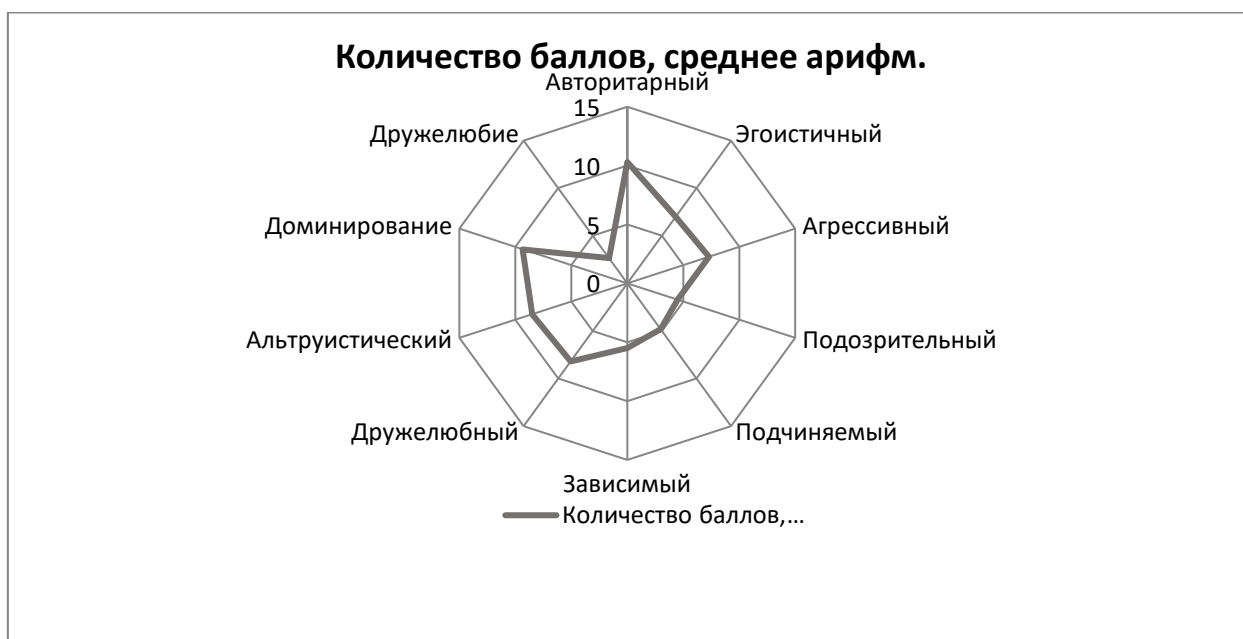 Количество баллов, среднее арифм.
Авторитарный
15
Дружелюбие
Эгоистичный
10
5
Доминирование
Агрессивный
0
Альтруистический
Подозрительный
Дружелюбный
Подчиняемый
Зависимый
Количество баллов,...